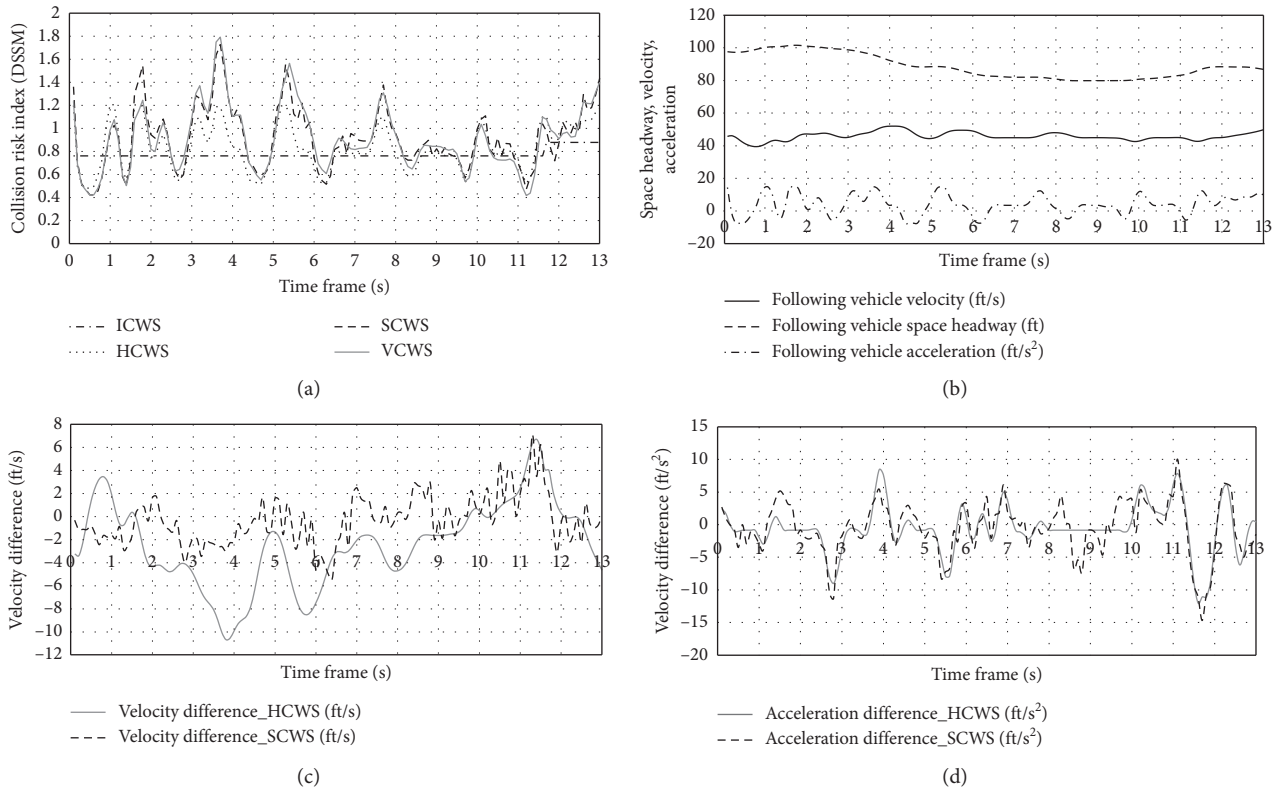 Collision risk index (DSSM)
2
1.8
1.6
1.4
1.2
1
0.8
0.6
0.4
0.2
0
0 1 2 3 4 5 6 7 8 9 10 11 12 13
Time frame (s)
ICWS
SCWS
HCWS
VCWS
(a)
Space headway, velocity,
acceleration
120
100
80
60
40
20
0
–20
0 1 2 3 4 5 6 7 8 9 10 11 12 13
Time frame (s)
Following vehicle velocity (ft/s)
Following vehicle space headway (ft)
Following vehicle acceleration (ft/s²)
(b)
Velocity difference (ft/s)
8
6
4
2
0
–2
–4
–6
–8
–10
–12
0 1 2 3 4 5 6 7 8 9 10 11 12 13
Time frame (s)
Velocity difference_HCWS (ft/s)
Velocity difference_SCWS (ft/s)
(c)
Velocity difference (ft/s²)
15
10
5
0
–5
–10
–15
–20
0 1 2 3 4 5 6 7 8 9 10 11 12 13
Time frame (s)
Acceleration difference_HCWS (ft/s²)
Acceleration difference_SCWS (ft/s²)
(d)